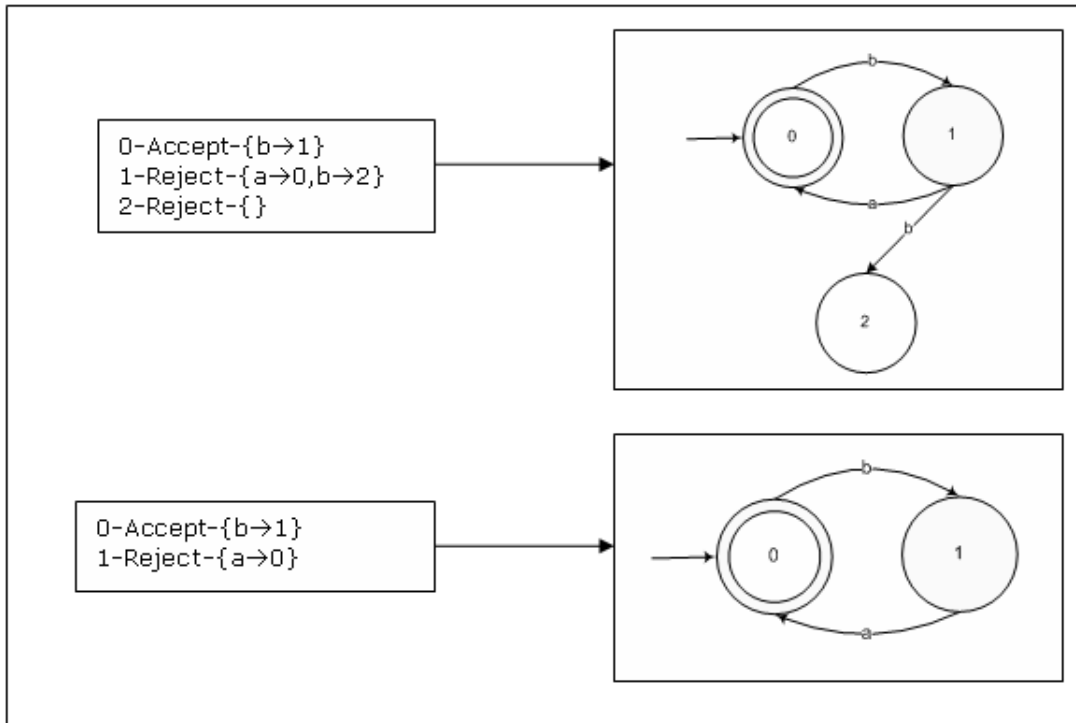 0-Accept-{b→1}
1-Reject-{a→0,b→2}
2-Reject-{}
b
0
1
a
b
2
0-Accept-{b→1}
1-Reject-{a→0}
b
0
1
a